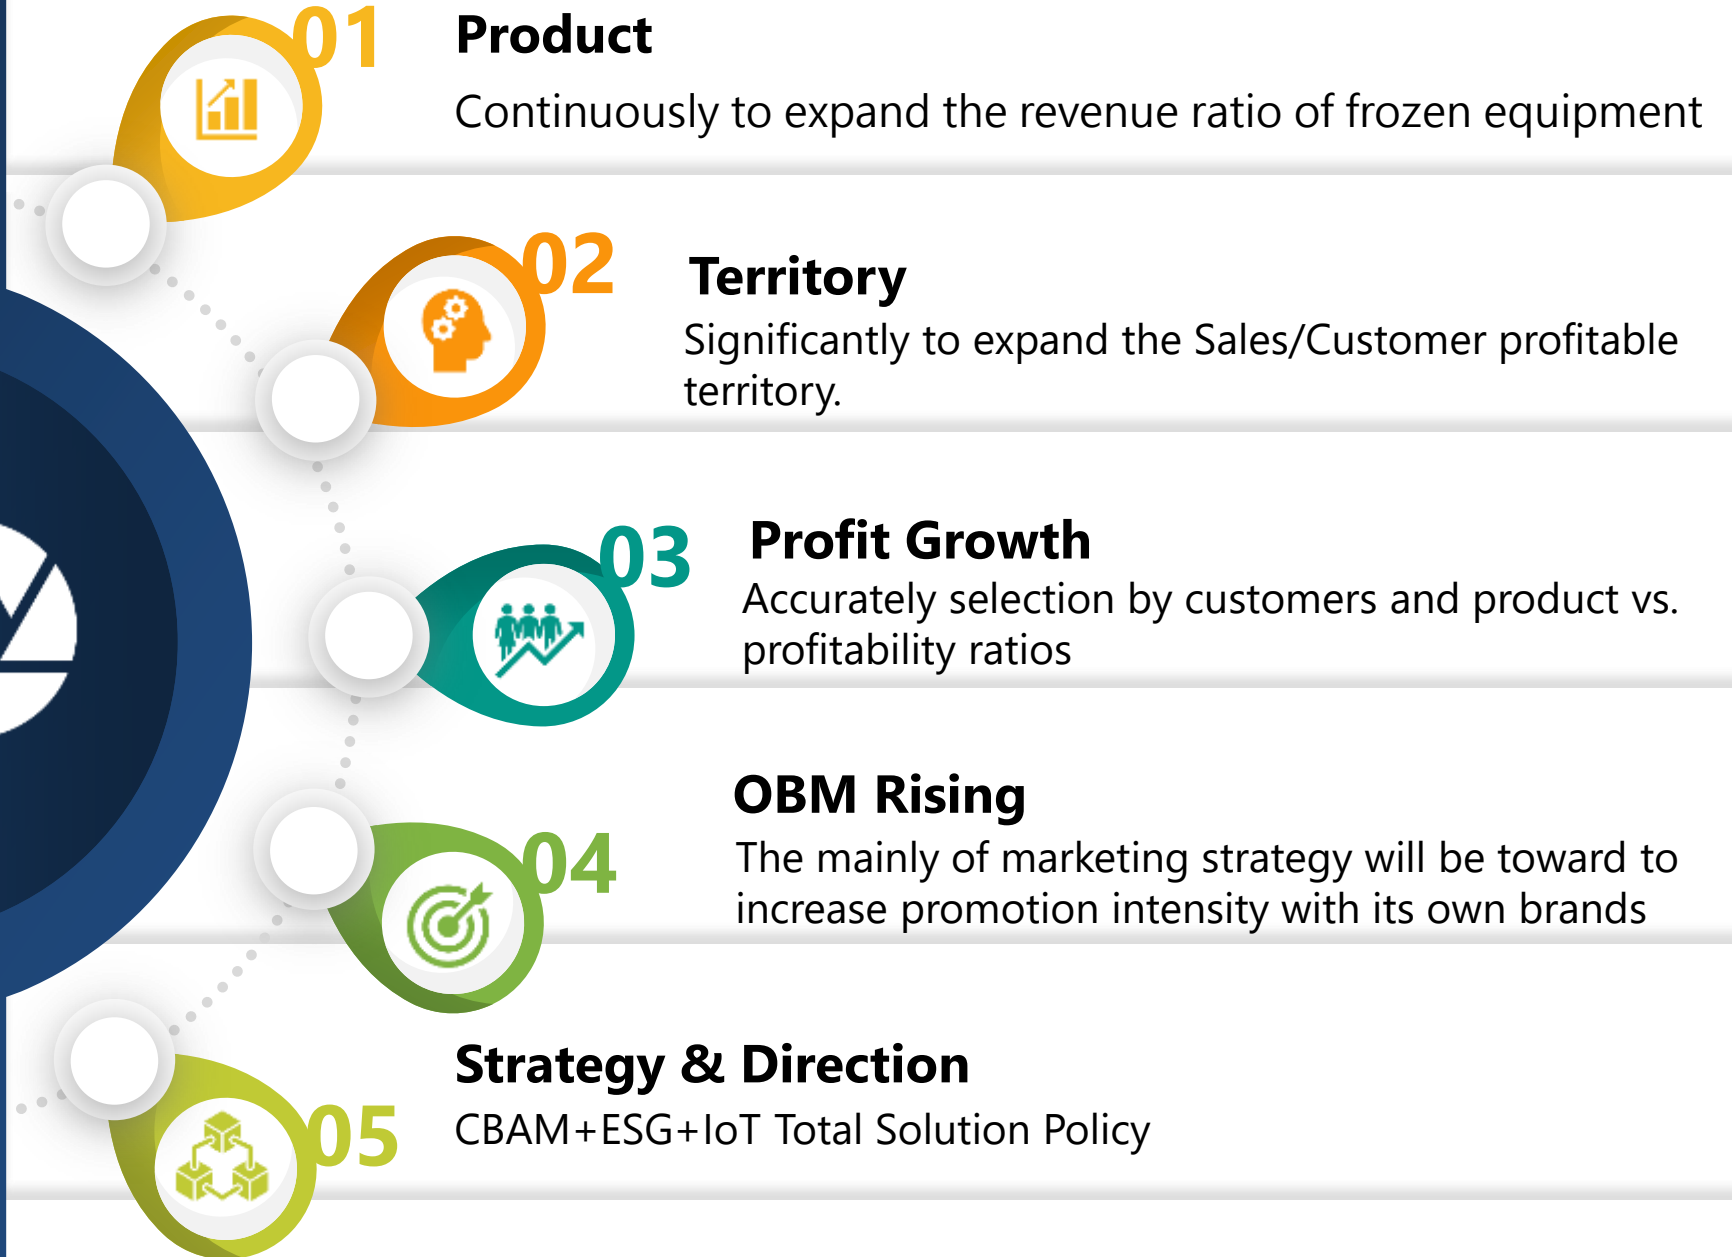 01
Product
Continuously to expand the revenue ratio of frozen equipment
02
Territory
Significantly to expand the Sales/Customer profitable
territory.
03
Profit Growth
Accurately selection by customers and product vs.
profitability ratios
04
OBM Rising
The mainly of marketing strategy will be toward to
increase promotion intensity with its own brands
05
Strategy & Direction
CBAM+ESG+IoT Total Solution Policy